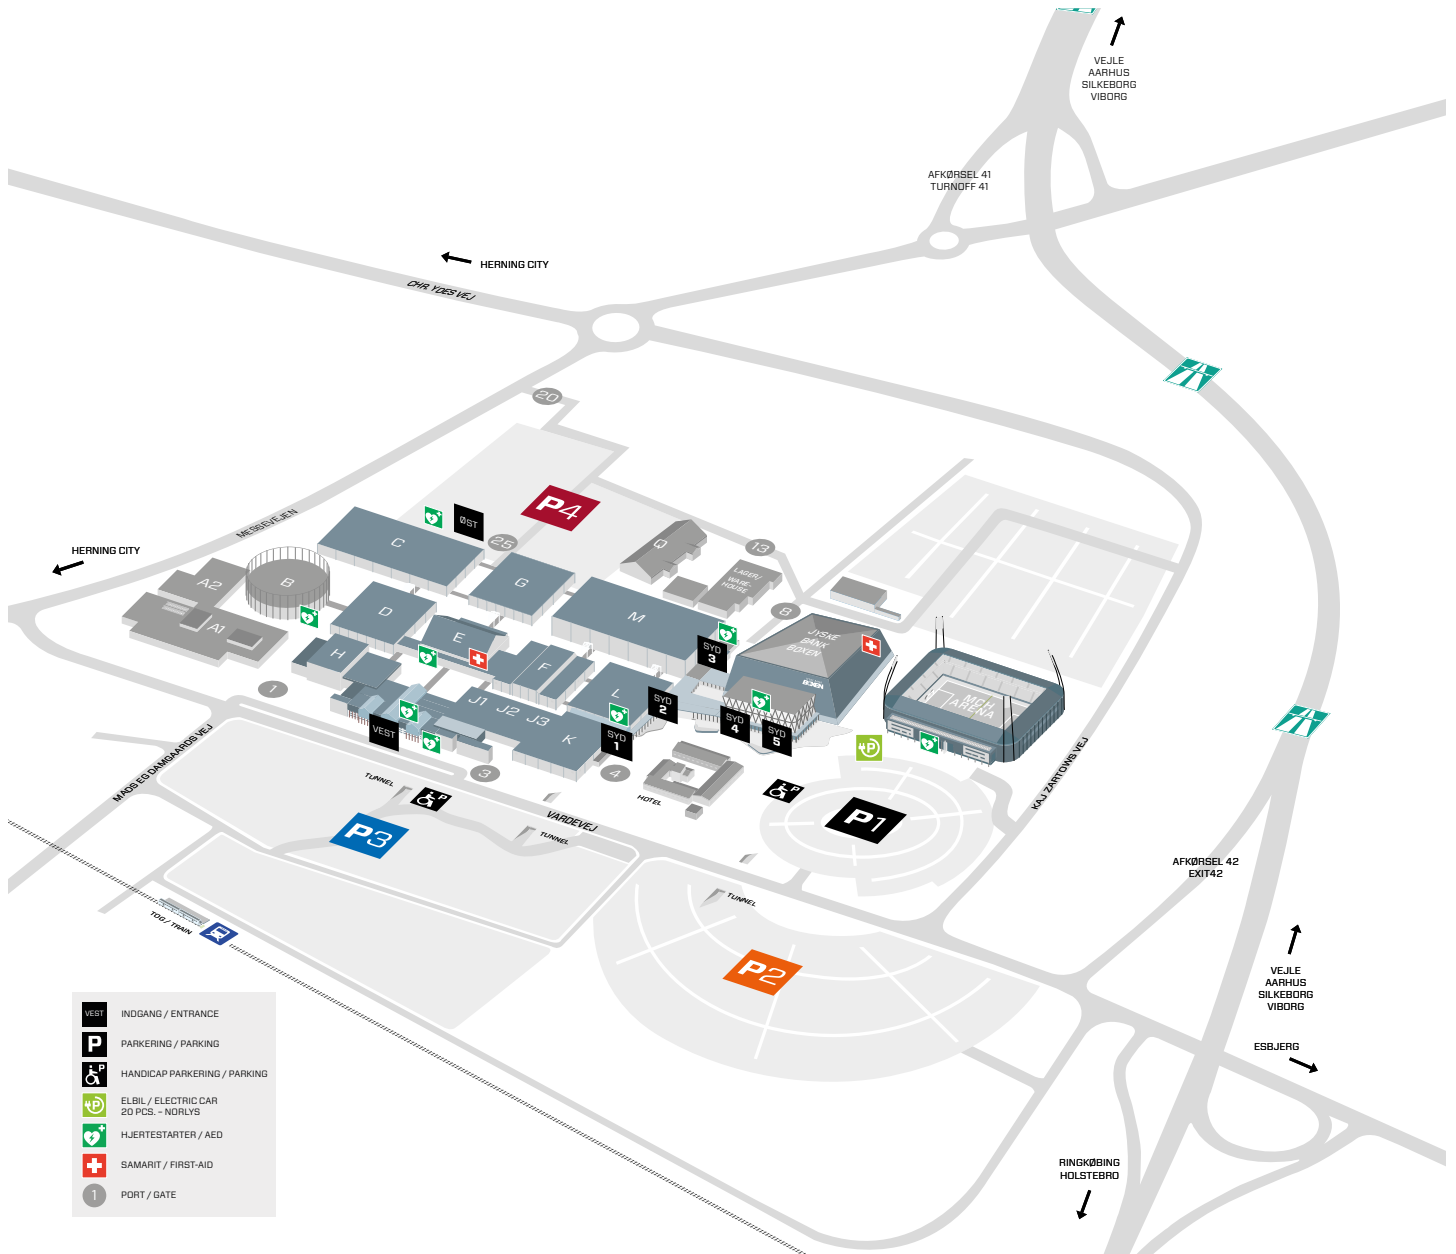 VEJLE
AARHUS
SILKEBORG
VIBORG
AFKØRSEL 41
TURNOFF 41
HERNING CITY
CHR. YDES VEJ
20
MESSEVEJEN
P4
ØST
25
HERNING CITY
C
Q
13
LAGER/
WARE-
HOUSE
A2
B
G
D
M
8
A1
E
JYSKE
BANK
BOXEN
H
F
SYD
3
BOXEN
1
J1
J2
J3
L
SYD
2
MCH
ARENA
VEST
K
SYD
1
SYD
4
SYD
5
P
MADS EG DAMGAARDS VEJ
KAJ ZARTOWS VEJ
TUNNEL
3
4
HOTEL
P
P
P3
VARDEVEJ
TUNNEL
P1
AFKØRSEL 42
EXIT42
TUNNEL
TOG / TRAIN
P2
VEJLE
AARHUS
SILKEBORG
VIBORG
ESBJERG
RINGKØBING
HOLSTEBRO
VEST INDGANG / ENTRANCE
P PARKERING / PARKING
P HANDICAP PARKERING / PARKING
P ELBIL / ELECTRIC CAR
20 PCS. – NORLYS
HJERTESTARTER / AED
SAMARIT / FIRST-AID
1 PORT / GATE